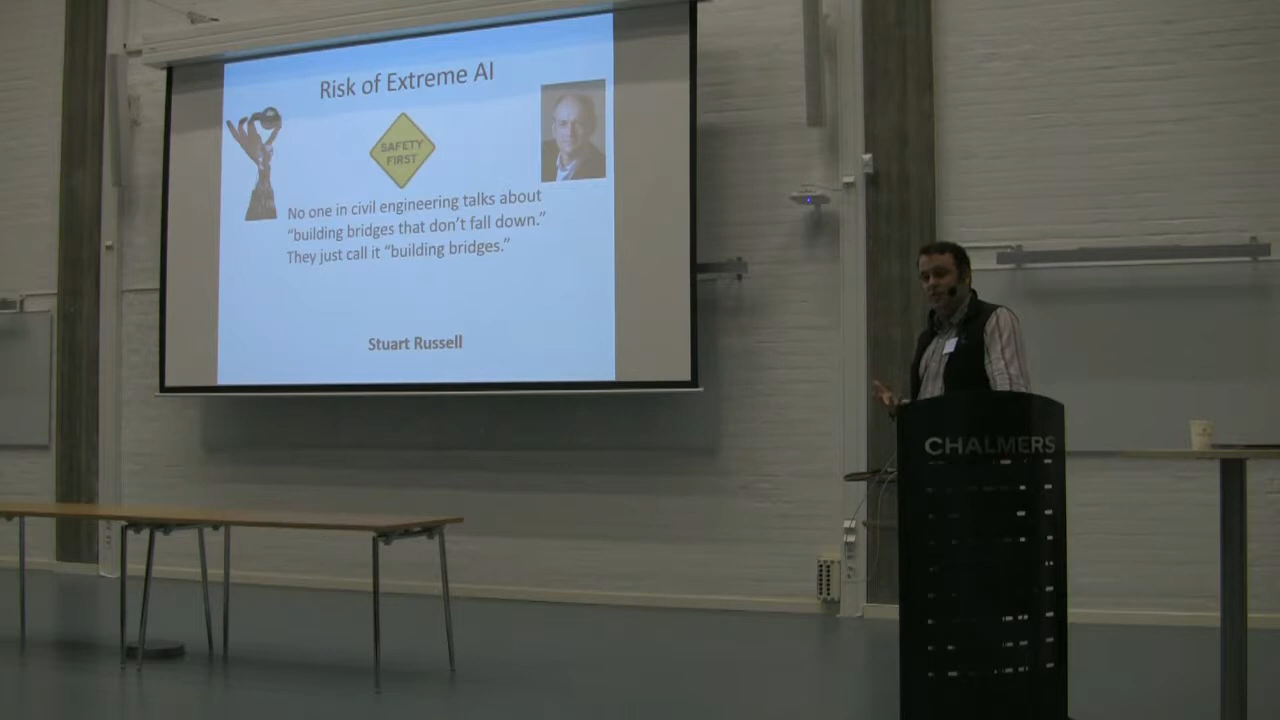 Risk of Extreme AI
SAFETY
FIRST
No one in civil engineering talks about
“building bridges that don’t fall down.”
They just call it “building bridges.”
Stuart Russell
CHALMERS